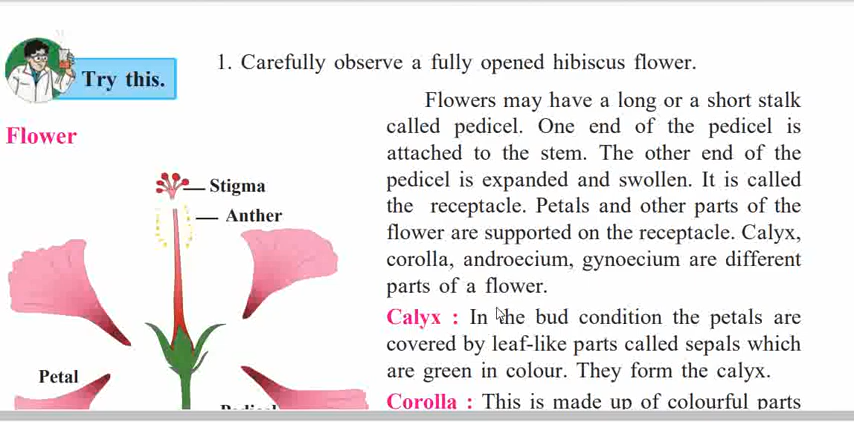 Try this.
1. Carefully observe a fully opened hibiscus flower.
Flower
Stigma
Anther
Petal
Flowers may have a long or a short stalk
called pedicel. One end of the pedicel is
attached to the stem. The other end of the
pedicel is expanded and swollen. It is called
the receptacle. Petals and other parts of the
flower are supported on the receptacle. Calyx,
corolla, androecium, gynoecium are different
parts of a flower.
Calyx : In the bud condition the petals are
covered by leaf-like parts called sepals which
are green in colour. They form the calyx.
Corolla : This is made up of colourful parts